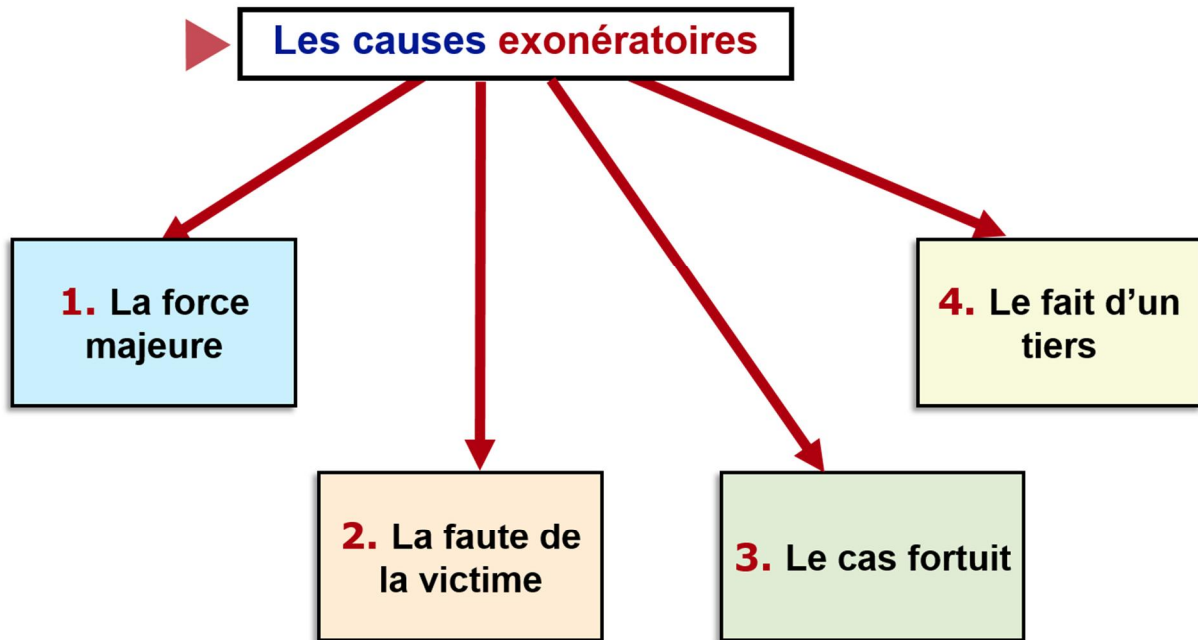 Les causes exonératoires
1. La force
majeure
2. La faute de
la victime
3. Le cas fortuit
4. Le fait d’un
tiers